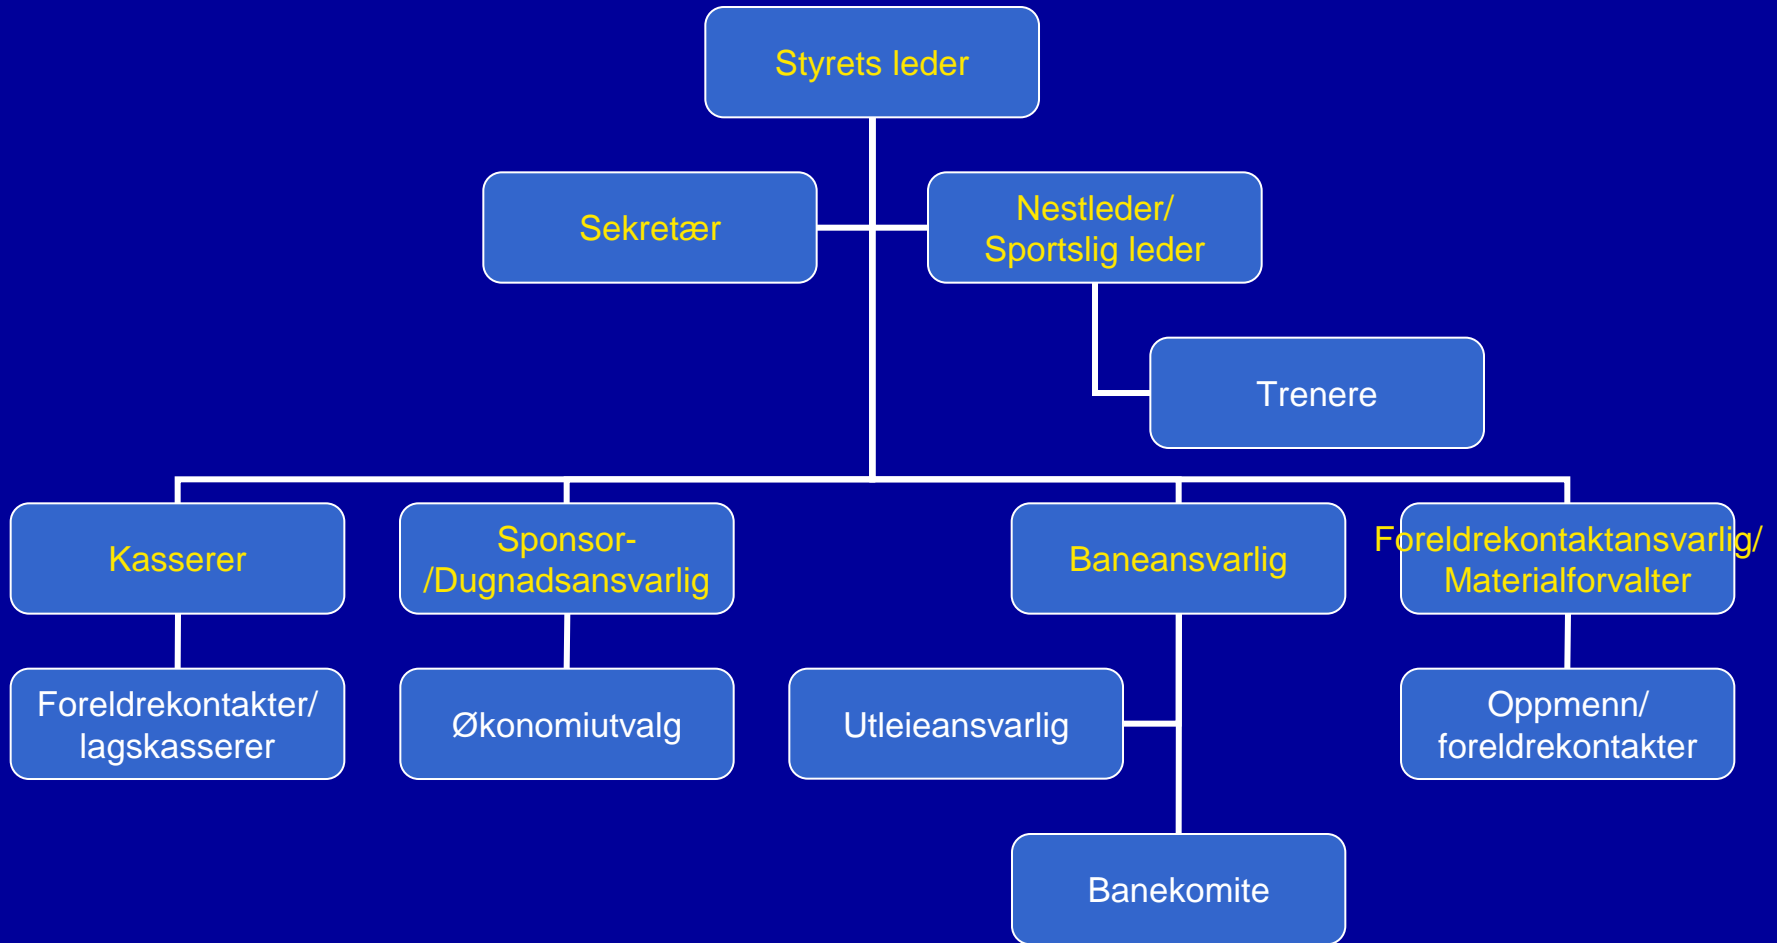 Styrets leder
Sekretær
Nestleder/
Sportslig leder
Trenere
Kasserer
Sponsor-
/Dugnadsansvarlig
Baneansvarlig
Foreldrekontaktansvarlig/
Materialforvalter
Foreldrekontakter/
lagskasserer
Økonomiutvalg
Utleieansvarlig
Oppmenn/
foreldrekontakter
Banekomite